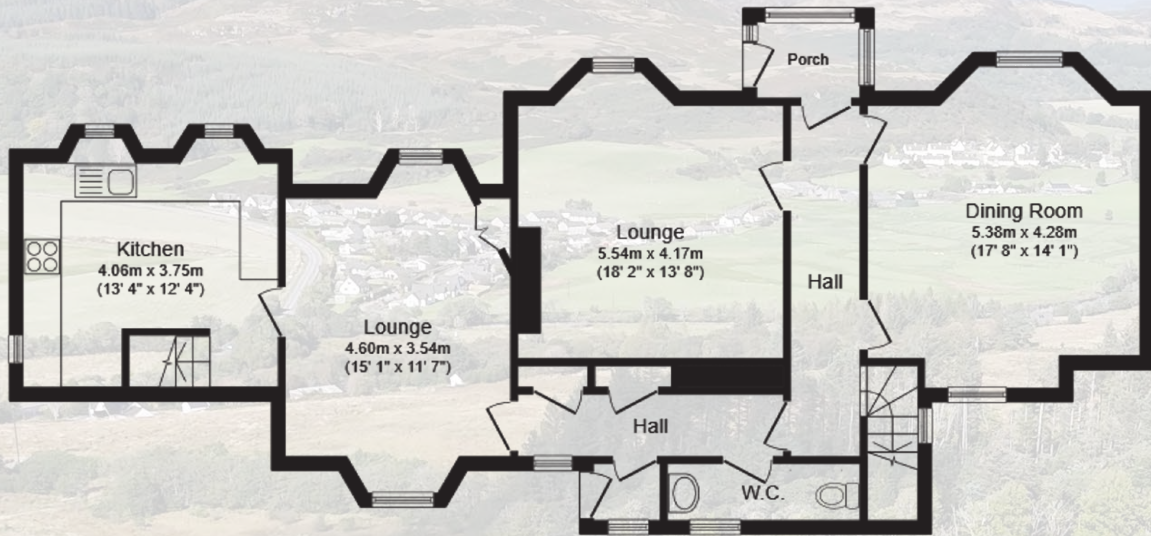 Porch
Kitchen
4.06m x 3.75m
(13' 4" x 12' 4")
Lounge
4.60m x 3.54m
(15' 1" x 11' 7")
Lounge
5.54m x 4.17m
(18' 2" x 13' 8")
Hall
Dining Room
5.38m x 4.28m
(17' 8" x 14' 1")
Hall
W.C.